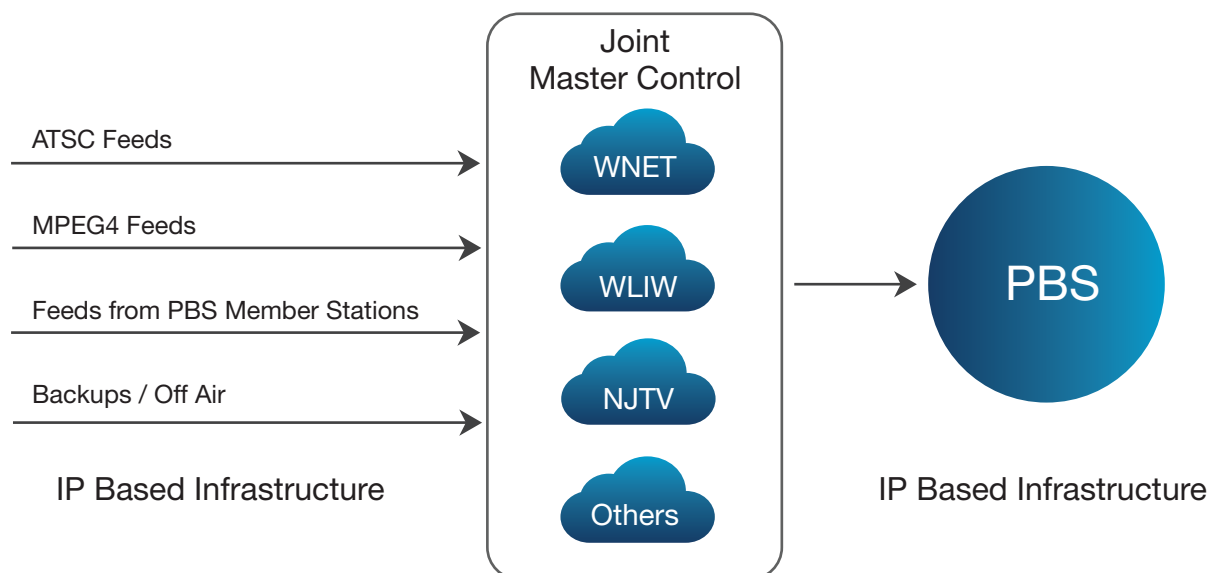 Joint
Master Control
ATSC Feeds
MPEG4 Feeds
Feeds from PBS Member Stations
Backups / Off Air
IP Based Infrastructure
WNET
WLIW
NJTV
Others
PBS
IP Based Infrastructure